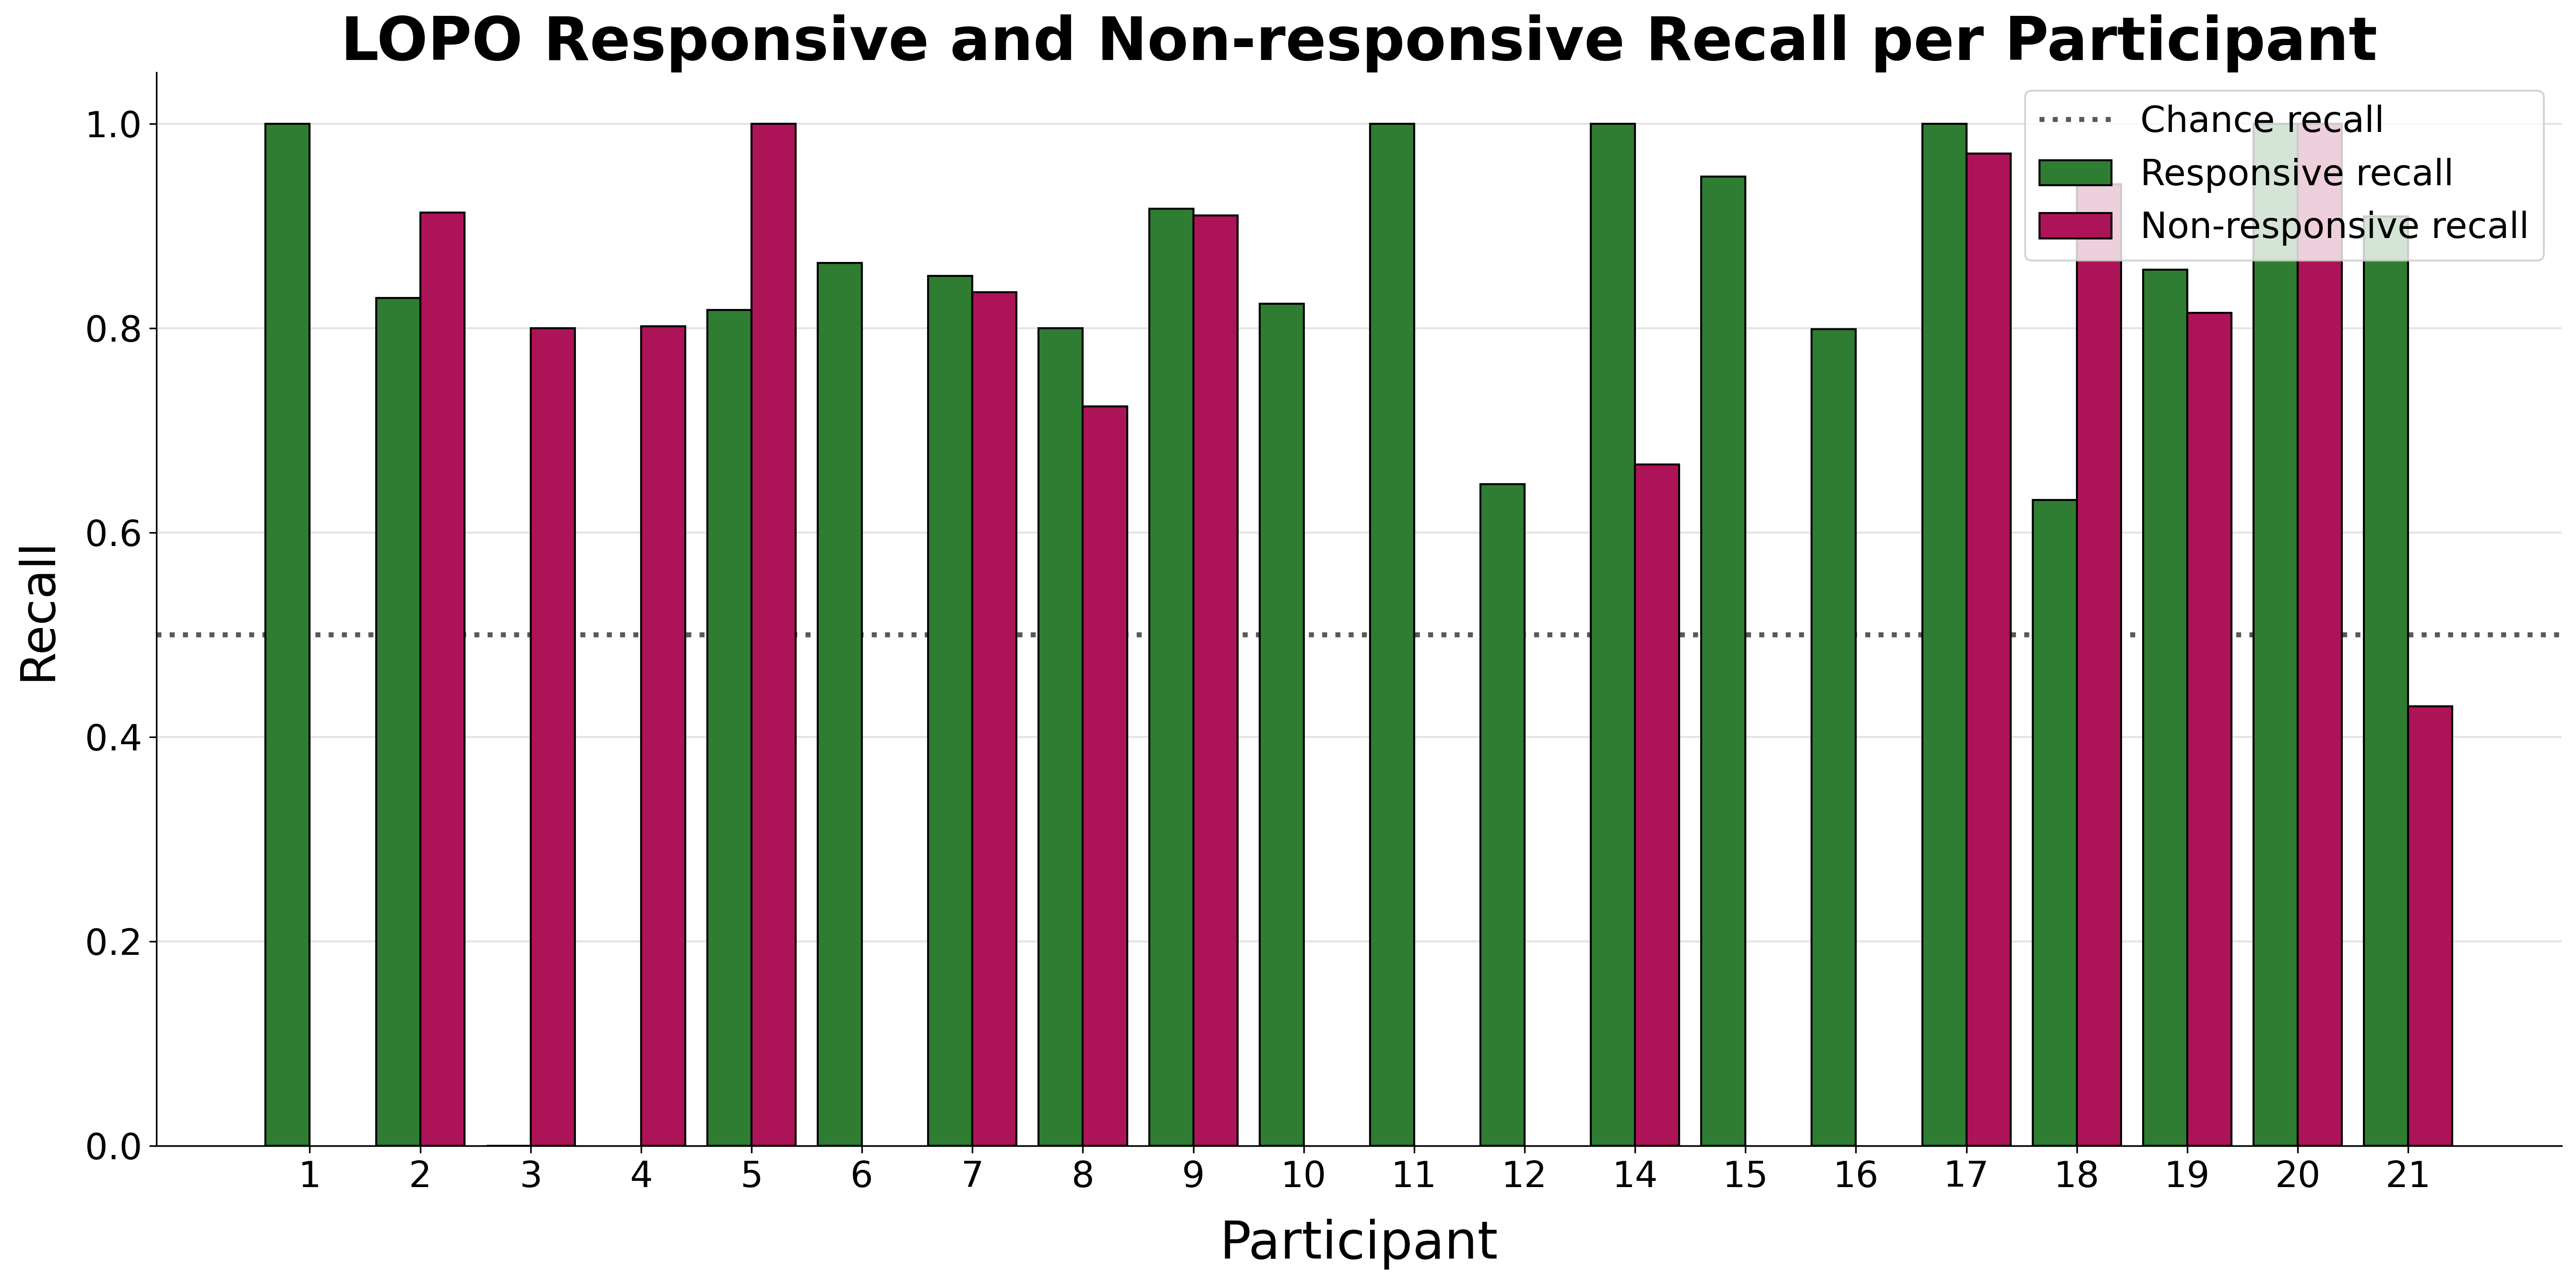 LOPO Responsive and Non-responsive Recall per Participant
Chance recall
Responsive recall
Non-responsive recall
Recall
1.0
0.8
0.6
0.4
0.2
0.0
1 2 3 4 5 6 7 8 9 10 11 12 14 15 16 17 18 19 20 21
Participant